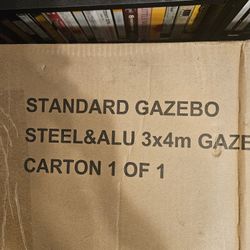 STANDARD GAZEBO
STEEL&ALU 3x4m GAZE
CARTON 1 OF 1